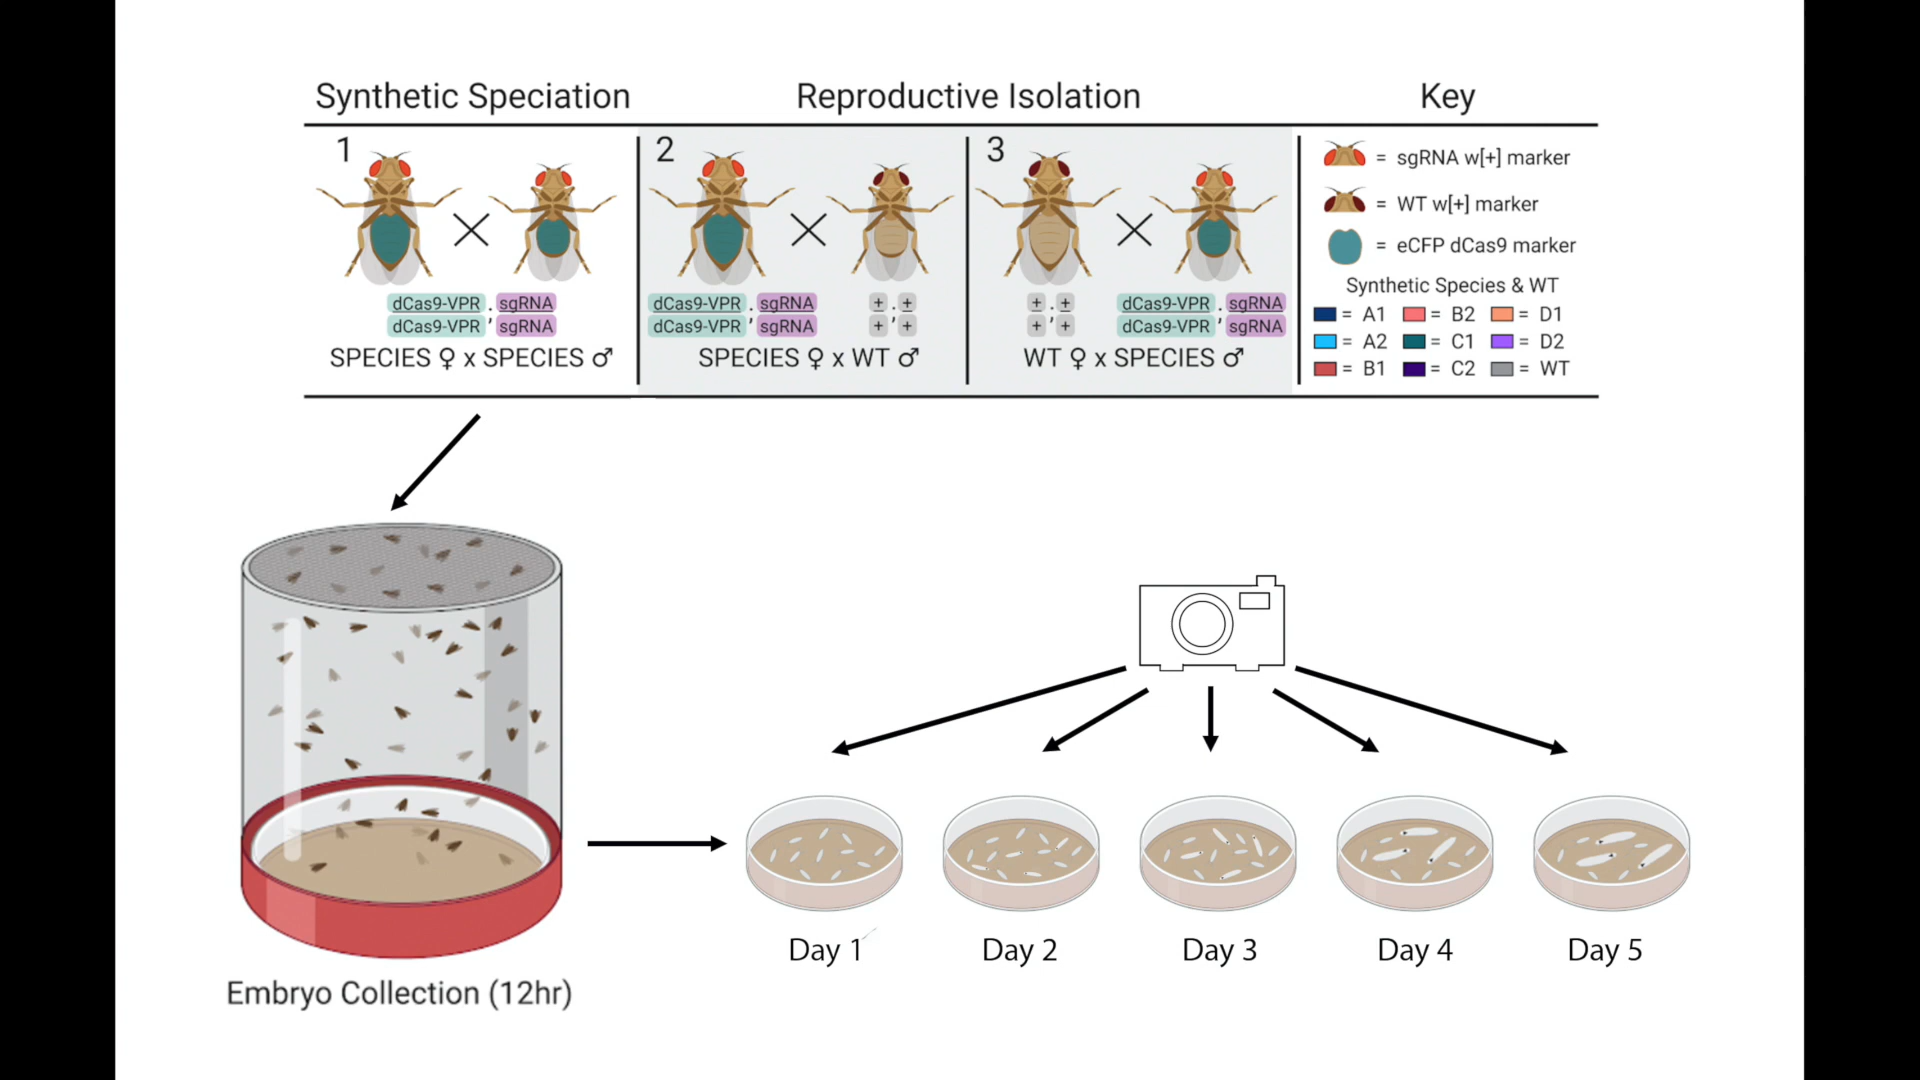 Synthetic Speciation
Reproductive Isolation
Key
1
2
3
dCas9-VPR ; sgRNA
dCas9-VPR sgRNA
SPECIES ♀ x SPECIES ♂
dCas9-VPR ; sgRNA
dCas9-VPR sgRNA
+ ; +
+ +
SPECIES ♀ x WT ♂
+ ; +
+ +
dCas9-VPR ; sgRNA
dCas9-VPR sgRNA
WT ♀ x SPECIES ♂
= sgRNA w[+] marker
= WT w[+] marker
= eCFP dCas9 marker
Synthetic Species & WT
= A1 = B2 = D1
= A2 = C1 = D2
= B1 = C2 = WT
Embryo Collection (12hr)
Day 1
Day 2
Day 3
Day 4
Day 5